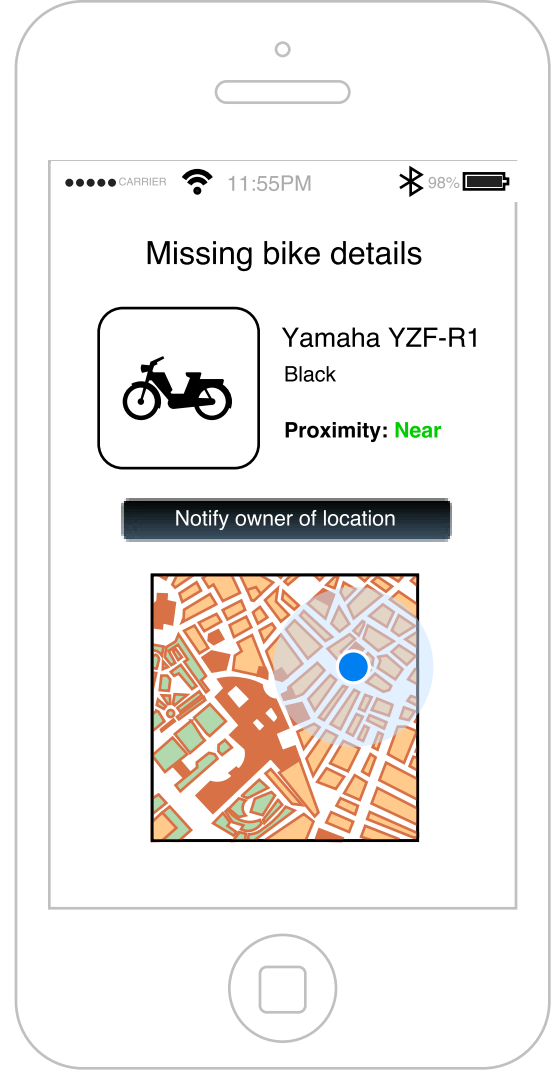 CARRIER 11:55PM 98%
Missing bike details
Yamaha YZF-R1
Black
Proximity: Near
Notify owner of location